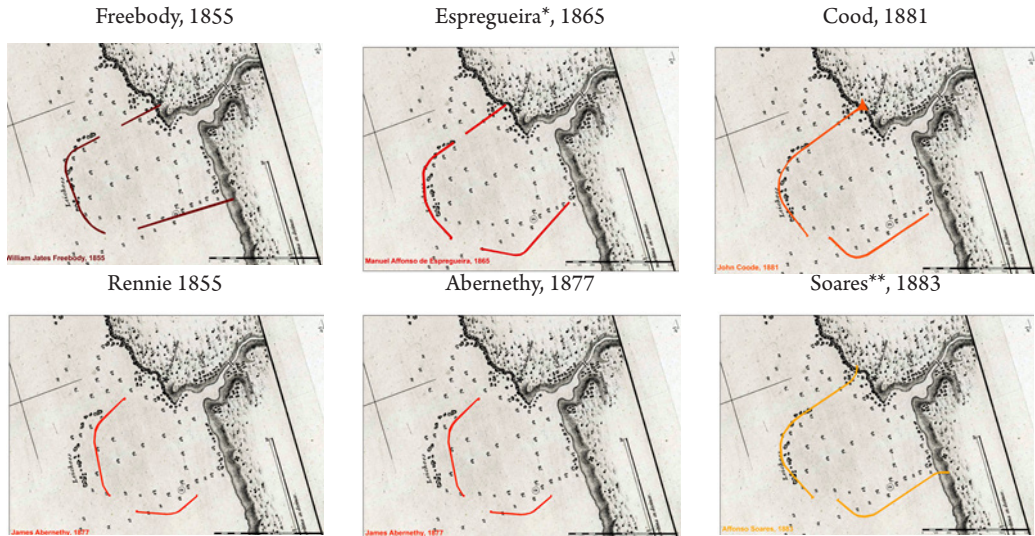 Freebody, 1855
Espregueira*, 1865
Cood, 1881
William Jates Freebody, 1855
Manuel Affonso de Espregueira, 1865
John Coode, 1881
Rennie 1855
Abernethy, 1877
Soares**, 1883
James Abernethy, 1877
James Abernethy, 1877
Affonso Soares, 1883